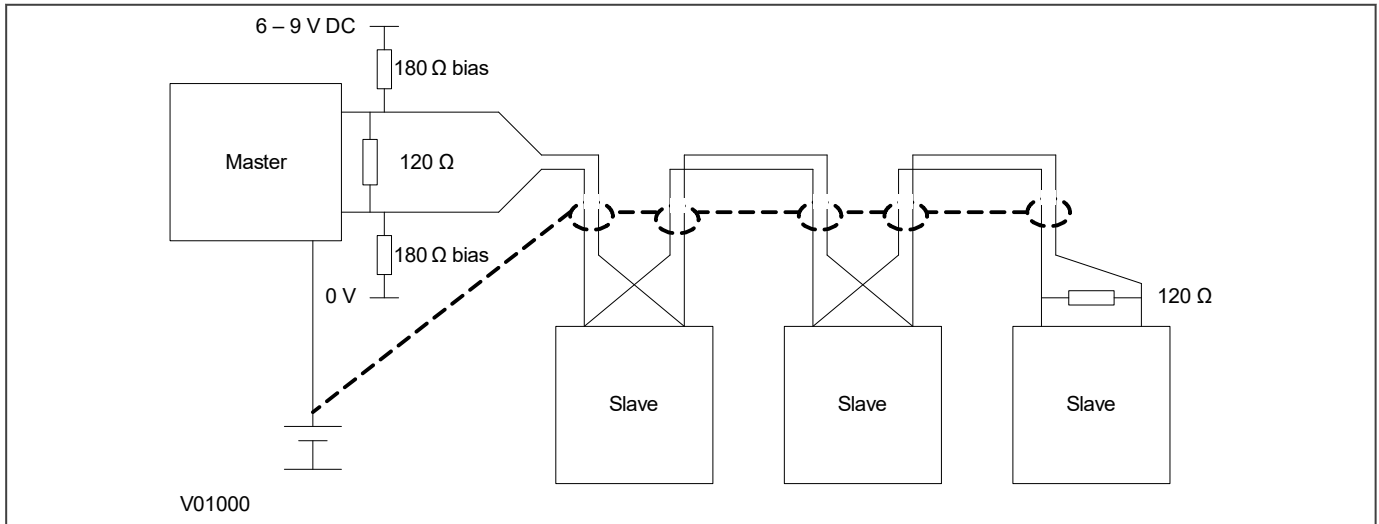 6 – 9 V DC
180 Ω bias
Master
120 Ω
180 Ω bias
0 V
120 Ω
Slave
Slave
Slave
V01000